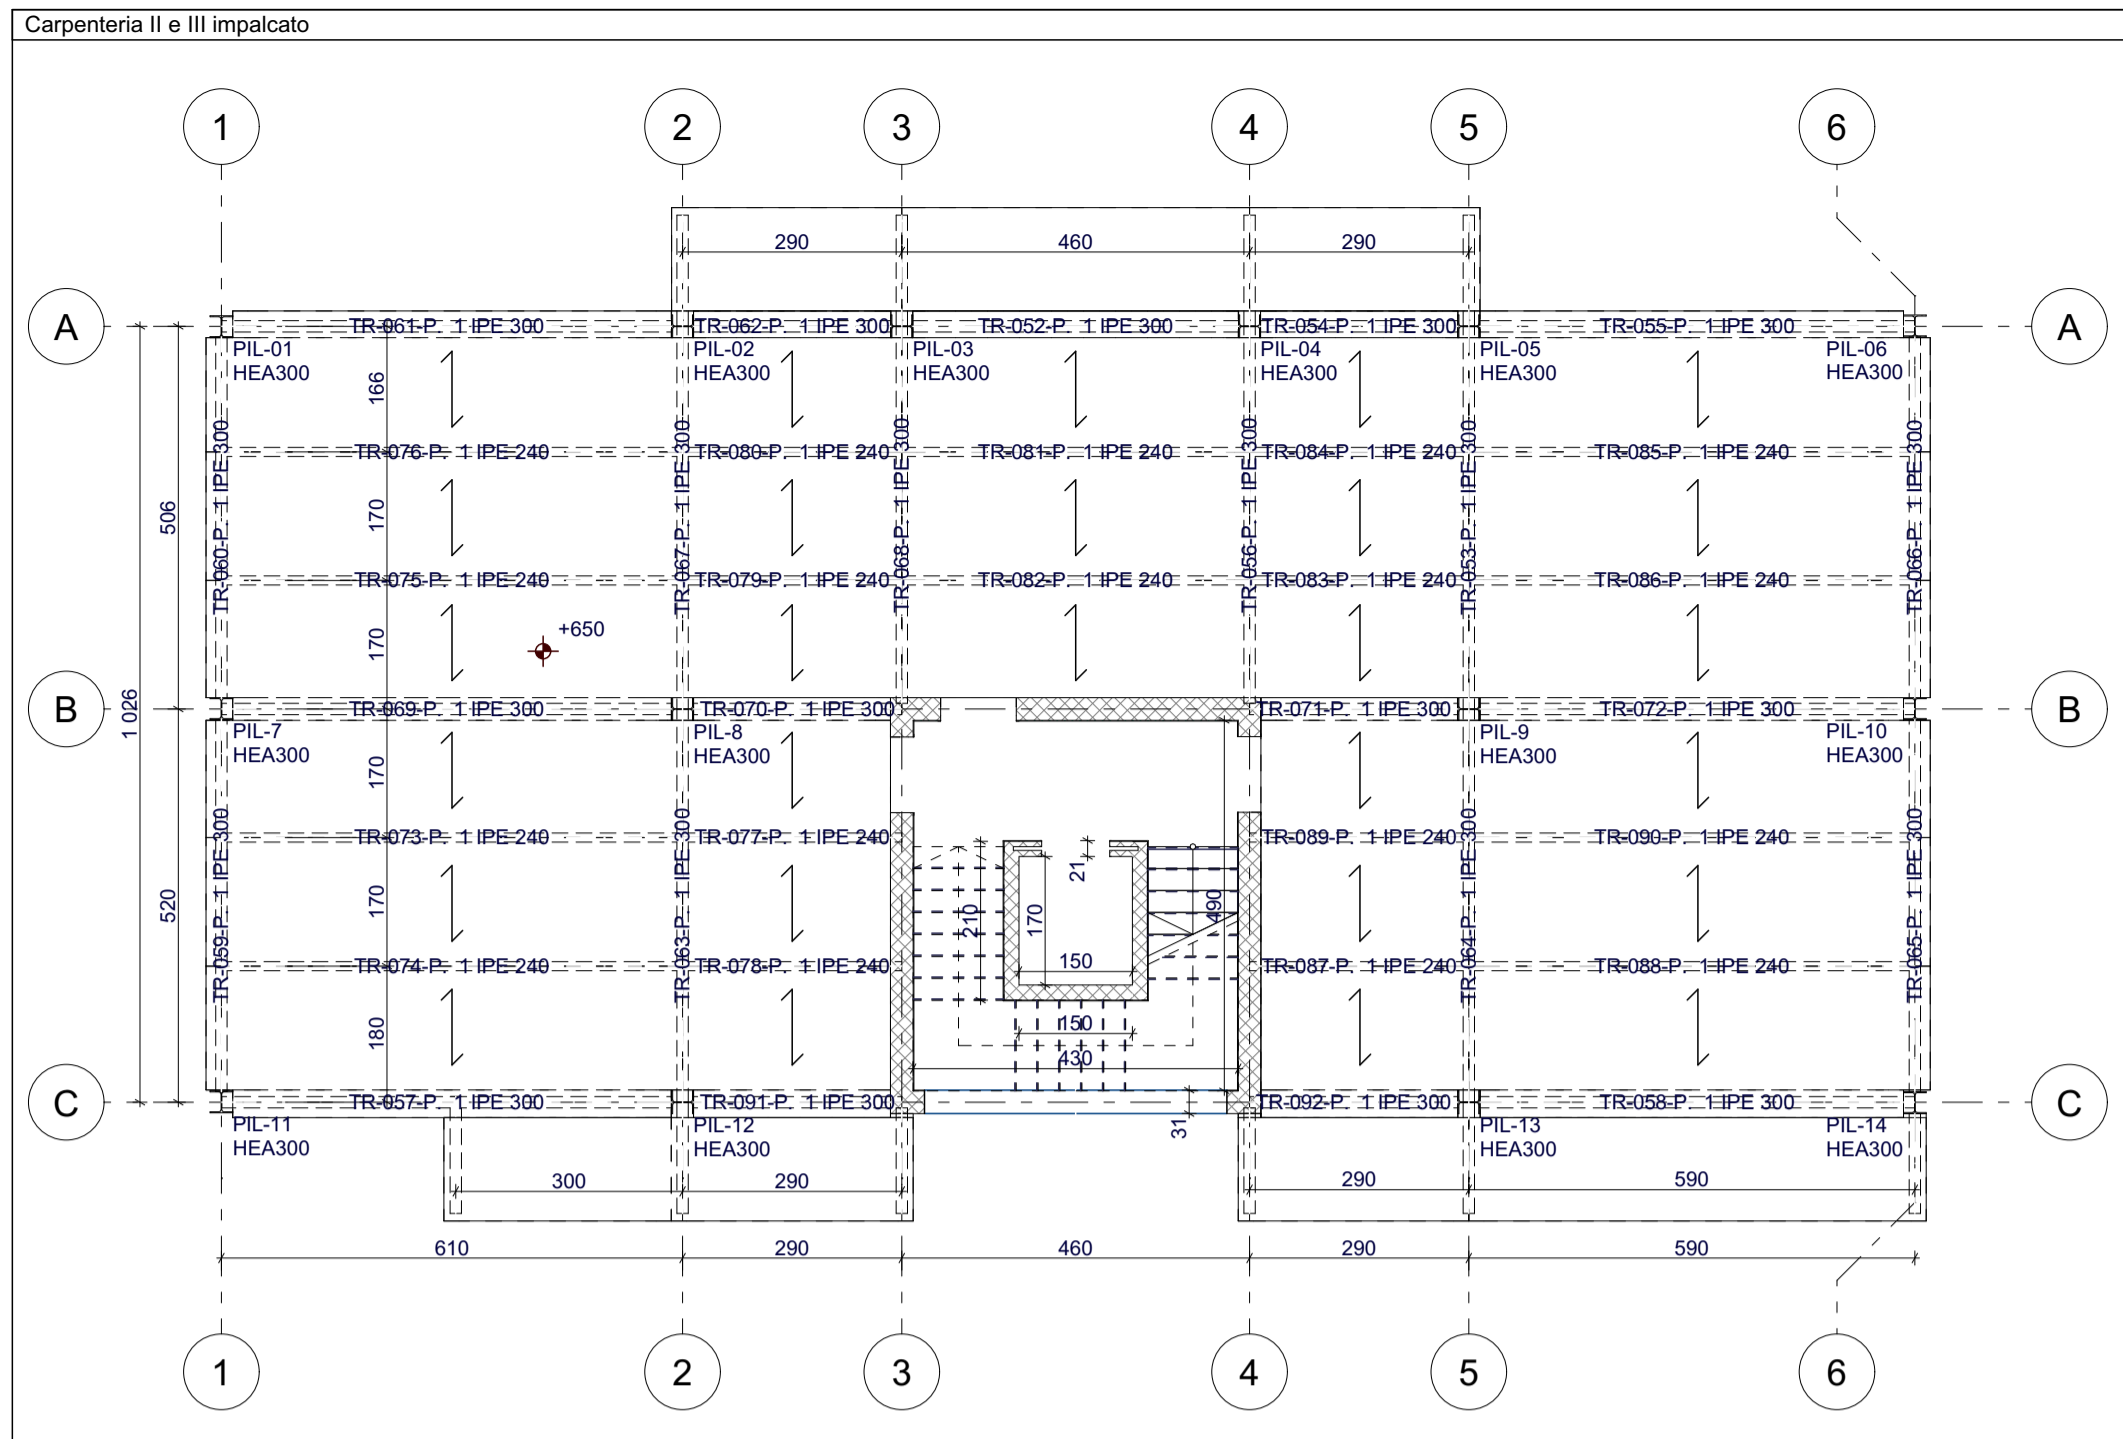 Carpenteria II e III impalcato
1
2
3
4
5
6
290
460
290
A
TR-061-P. 1 IPE 300
TR-062-P. 1 IPE 300
TR-052-P. 1 IPE 300
TR-054-P. 1 IPE 300
TR-055-P. 1 IPE 300
A
PIL-01
HEA300
PIL-02
HEA300
PIL-03
HEA300
PIL-04
HEA300
PIL-05
HEA300
PIL-06
HEA300
166
TR-076-P. 1 IPE 240
TR-080-P. 1 IPE 240
TR-081-P. 1 IPE 240
TR-084-P. 1 IPE 240
TR-085-P. 1 IPE 240
TR-060-P. 1 IPE 300
TR-067-P. 1 IPE 300
TR-068-P. 1 IPE 300
TR-056-P. 1 IPE 300
TR-053-P. 1 IPE 300
TR-066-P. 1 IPE 300
506
170
TR-075-P. 1 IPE 240
TR-079-P. 1 IPE 240
TR-082-P. 1 IPE 240
TR-083-P. 1 IPE 240
TR-086-P. 1 IPE 240
170
+650
1 026
B
TR-069-P. 1 IPE 300
TR-070-P. 1 IPE 300
TR-071-P. 1 IPE 300
TR-072-P. 1 IPE 300
B
PIL-7
HEA300
PIL-8
HEA300
PIL-9
HEA300
PIL-10
HEA300
170
TR-073-P. 1 IPE 240
TR-077-P. 1 IPE 240
TR-089-P. 1 IPE 240
TR-090-P. 1 IPE 240
TR-059-P. 1 IPE 300
TR-063-P. 1 IPE 300
TR-064-P. 1 IPE 300
TR-065-P. 1 IPE 300
520
170
21
210
170
490
150
TR-074-P. 1 IPE 240
TR-078-P. 1 IPE 240
TR-087-P. 1 IPE 240
TR-088-P. 1 IPE 240
180
150
430
C
TR-057-P. 1 IPE 300
TR-091-P. 1 IPE 300
TR-092-P. 1 IPE 300
TR-058-P. 1 IPE 300
C
31
PIL-11
HEA300
PIL-12
HEA300
PIL-13
HEA300
PIL-14
HEA300
300
290
290
590
610
290
460
290
590
1
2
3
4
5
6